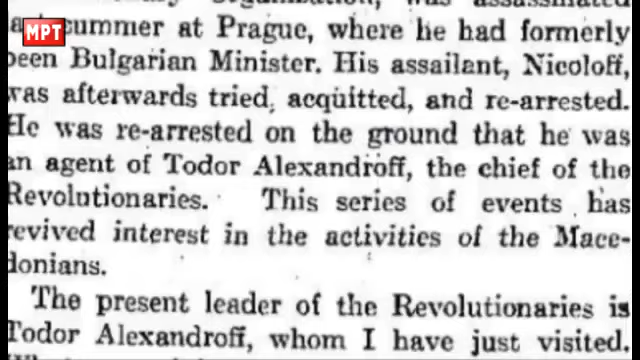 МРТ
was assassinated
summer at Prague, where he had formerly
been Bulgarian Minister. His assailant, Nicoloff,
was afterwards tried, acquitted, and re-arrested.
He was re-arrested on the ground that he was
an agent of Todor Alexandroff, the chief of the
Revolutionaries. This series of events has
revived interest in the activities of the Mace-
donians.
The present leader of the Revolutionaries is
Todor Alexandroff, whom I have just visited.